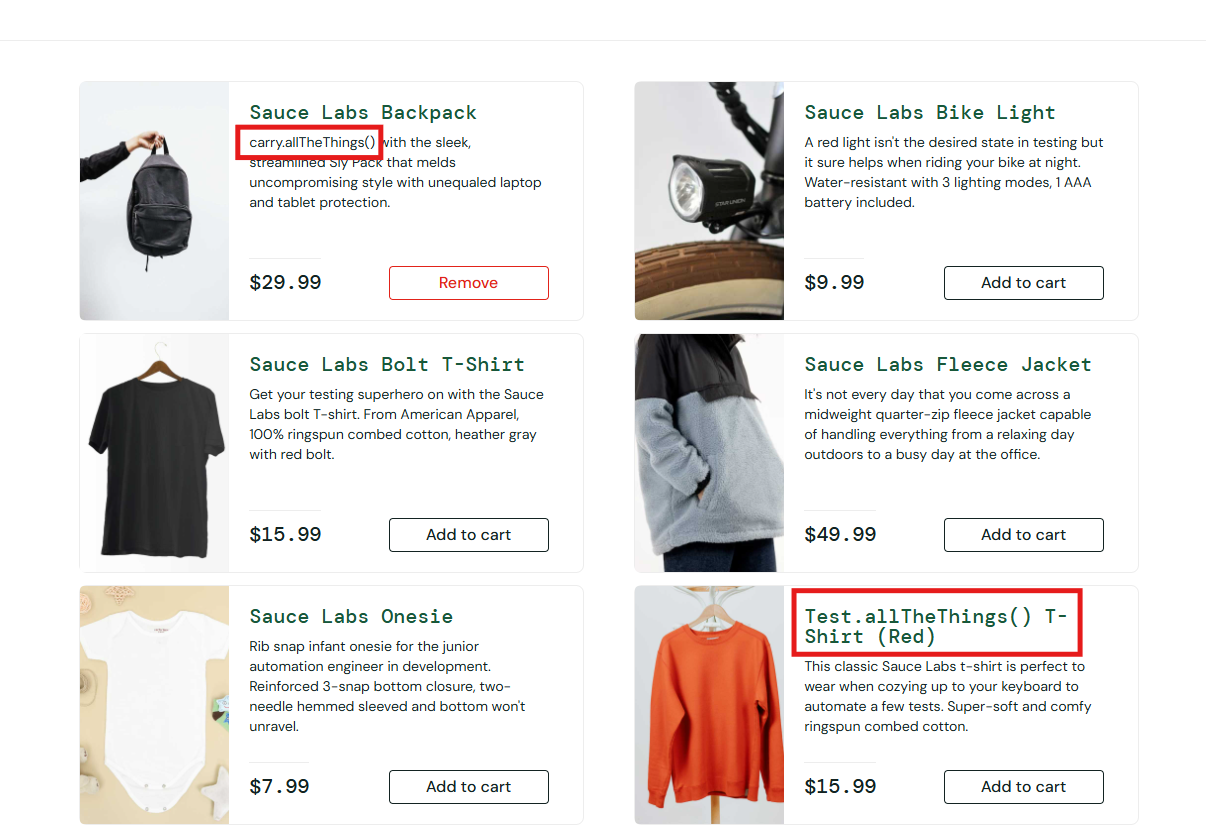 Sauce Labs Backpack
carry.allTheThings() with the sleek,
streamlined Sly Pack that melds
uncompromising style with unequaled laptop
and tablet protection.
$29.99
Remove
Sauce Labs Bike Light
A red light isn't the desired state in testing but
it sure helps when riding your bike at night.
Water-resistant with 3 lighting modes, 1 AAA
battery included.
STAR UNION
$9.99
Add to cart
Sauce Labs Bolt T-Shirt
Get your testing superhero on with the Sauce
Labs bolt T-shirt. From American Apparel,
100% ringspun combed cotton, heather gray
with red bolt.
$15.99
Add to cart
Sauce Labs Fleece Jacket
It's not every day that you come across a
midweight quarter-zip fleece jacket capable
of handling everything from a relaxing day
outdoors to a busy day at the office.
$49.99
Add to cart
Sauce Labs Onesie
Rib snap infant onesie for the junior
automation engineer in development.
Reinforced 3-snap bottom closure, two-
needle hemmed sleeved and bottom won't
unravel.
$7.99
Add to cart
Test.allTheThings() T-
Shirt (Red)
This classic Sauce Labs t-shirt is perfect to
wear when cozying up to your keyboard to
automate a few tests. Super-soft and comfy
ringspun combed cotton.
$15.99
Add to cart